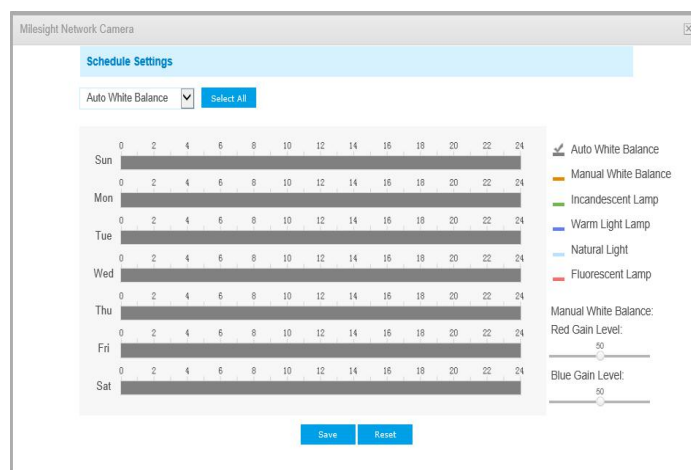 Milesight Network Camera
Schedule Settings
Auto White Balance
Select All
0 2 4 6 8 10 12 14 16 18 20 22 24
Sun
0 2 4 6 8 10 12 14 16 18 20 22 24
Mon
0 2 4 6 8 10 12 14 16 18 20 22 24
Tue
0 2 4 6 8 10 12 14 16 18 20 22 24
Wed
0 2 4 6 8 10 12 14 16 18 20 22 24
Thu
0 2 4 6 8 10 12 14 16 18 20 22 24
Fri
0 2 4 6 8 10 12 14 16 18 20 22 24
Sat
Auto White Balance
Manual White Balance
Incandescent Lamp
Warm Light Lamp
Natural Light
Fluorescent Lamp
Manual White Balance:
Red Gain Level:
50
Blue Gain Level:
50
Save
Reset